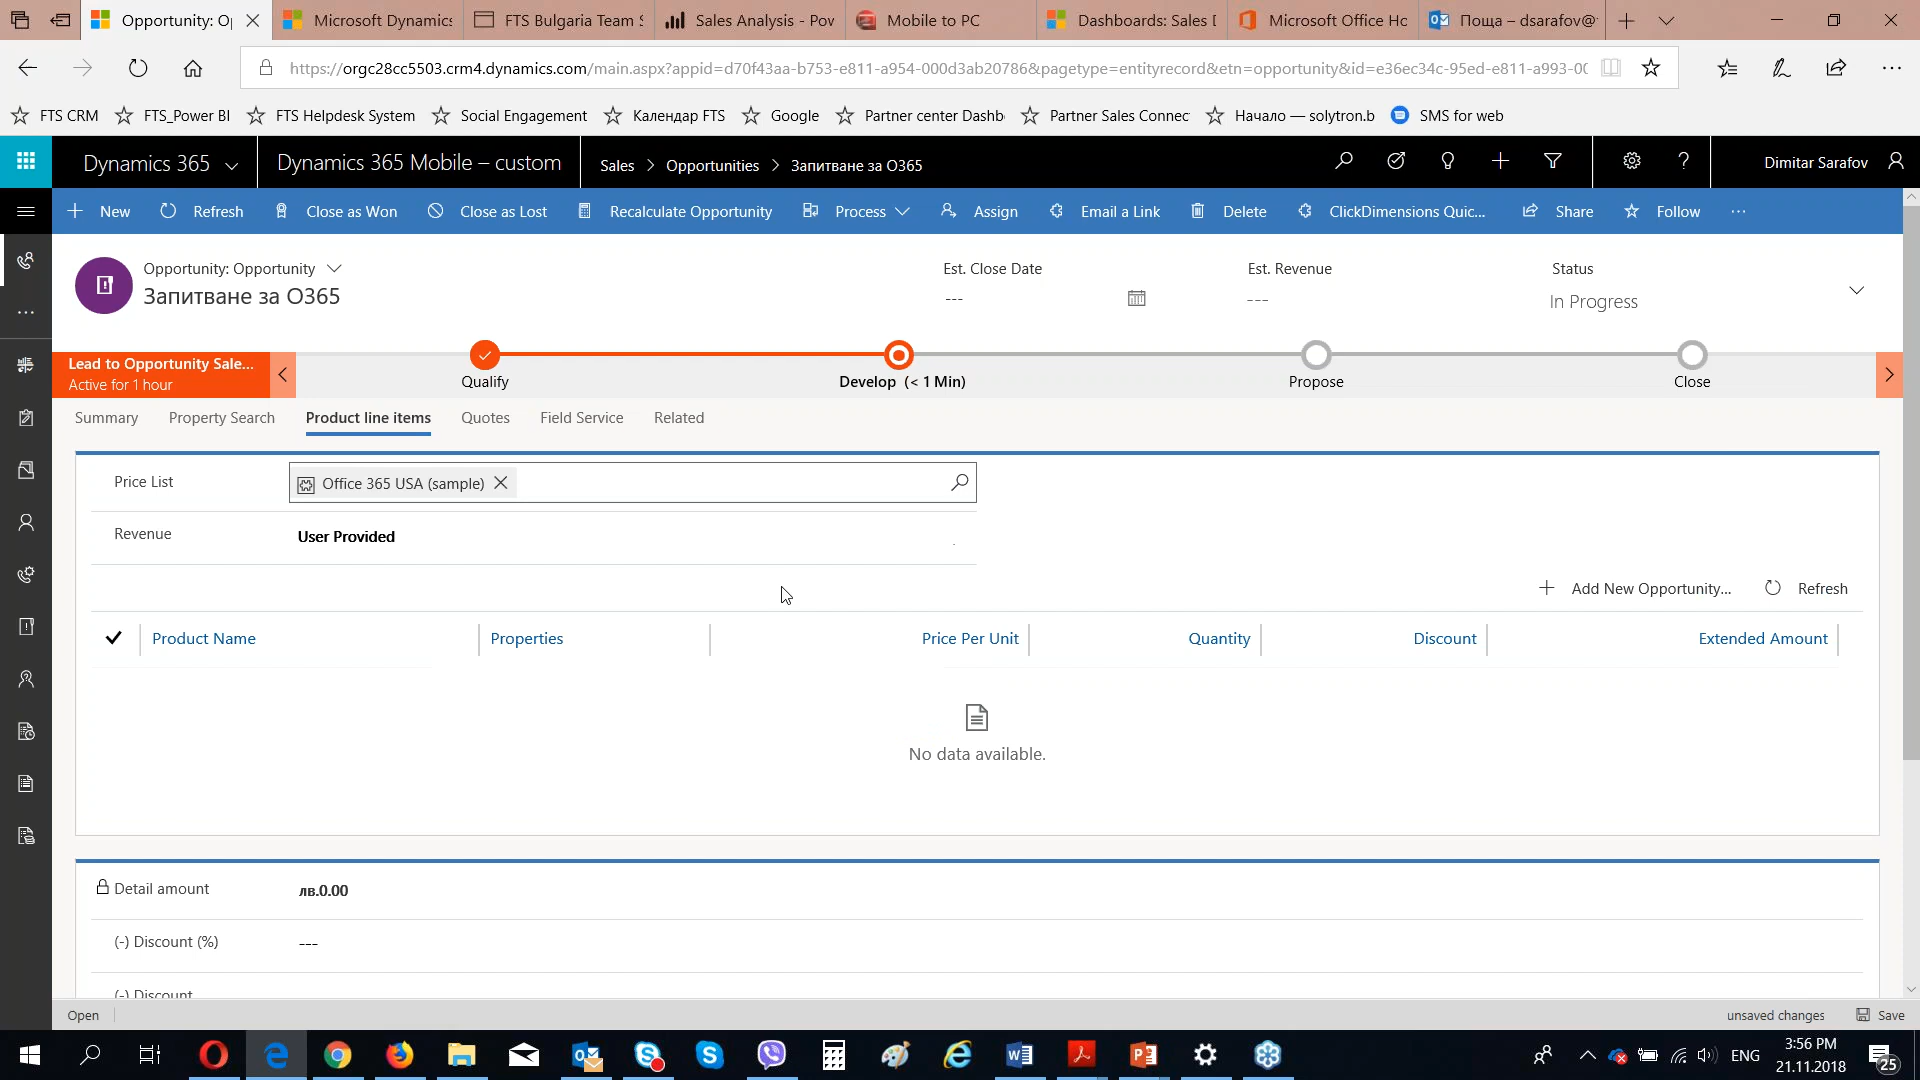 Opportunity: Op
Microsoft Dynamics
FTS Bulgaria Team S
Sales Analysis - Pow
Mobile to PC
Dashboards: Sales D
Microsoft Office Ho
Поща – dsarafov@
https://orgc28cc5503.crm4.dynamics.com/main.aspx?appid=d70f43aa-b753-e811-a954-000d3ab20786&pagetype=entityrecord&etn=opportunity&id=e36ec34c-95ed-e811-a993-00
FTS CRM
FTS_Power BI
FTS Helpdesk System
Social Engagement
Календар FTS
Google
Partner center Dashb
Partner Sales Connec
Начало — solytron.b
SMS for web
Dynamics 365
Dynamics 365 Mobile – custom
Sales > Opportunities > Запитване за О365
Dimitar Sarafov
New
Refresh
Close as Won
Close as Lost
Recalculate Opportunity
Process
Assign
Email a Link
Delete
ClickDimensions Quic...
Share
Follow
Opportunity: Opportunity
Запитване за О365
Est. Close Date
---
Est. Revenue
---
Status
In Progress
Lead to Opportunity Sale...
Active for 1 hour
Qualify
Develop (< 1 Min)
Propose
Close
Summary
Property Search
Product line items
Quotes
Field Service
Related
Price List
Office 365 USA (sample)
Revenue
User Provided
Add New Opportunity...
Refresh
Product Name
Properties
Price Per Unit
Quantity
Discount
Extended Amount
No data available.
Detail amount
лв.0.00
(-) Discount (%)
---
(-) Discount
Open
unsaved changes
Save
ENG
3:56 PM
21.11.2018
25